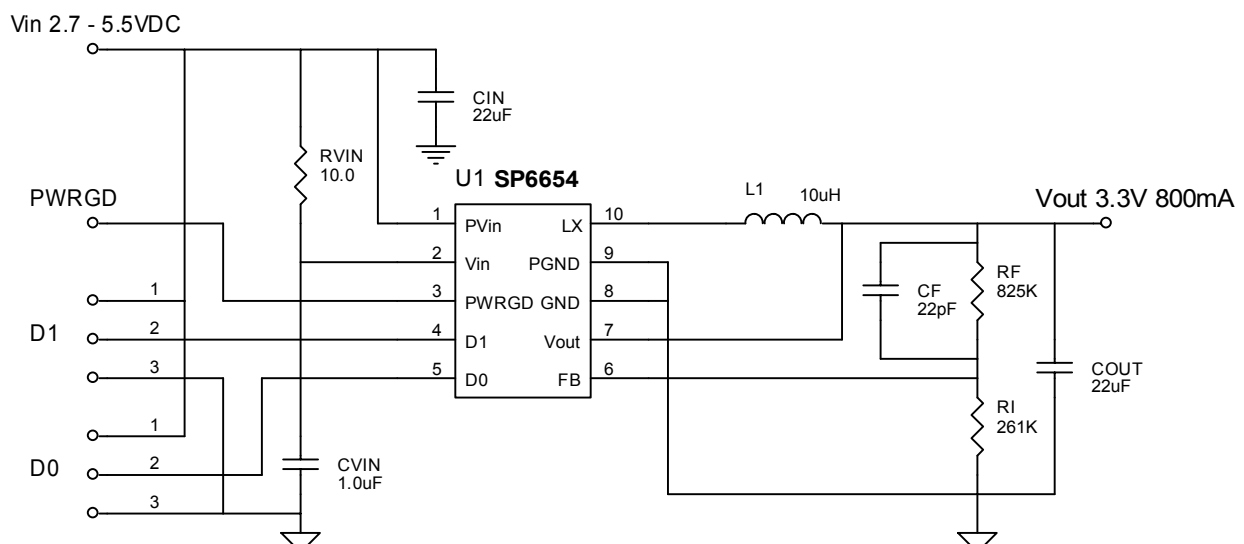 Vin 2.7 - 5.5VDC
CIN
22uF
RVIN
10.0
U1 SP6654
L1
10uH
Vout 3.3V 800mA
PWRGD
1
PVin
LX
10
2
Vin
PGND
9
3
PWRGD
GND
8
4
D1
Vout
7
5
D0
FB
6
CF
22pF
RF
825K
1
D1
2
3
COUT
22uF
RI
261K
1
D0
2
3
CVIN
1.0uF